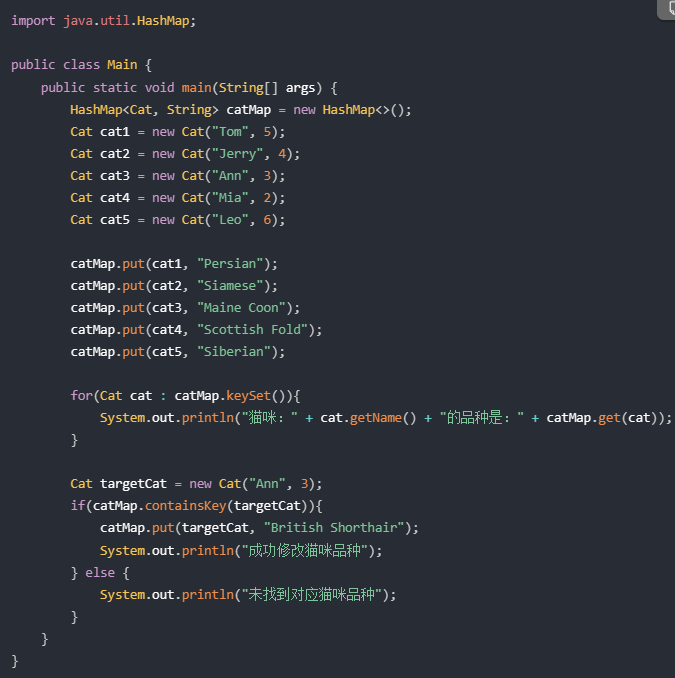 import java.util.HashMap;
public class Main {
public static void main(String[] args) {
HashMap<Cat, String> catMap = new HashMap<>();
Cat cat1 = new Cat("Tom", 5);
Cat cat2 = new Cat("Jerry", 4);
Cat cat3 = new Cat("Ann", 3);
Cat cat4 = new Cat("Mia", 2);
Cat cat5 = new Cat("Leo", 6);
catMap.put(cat1, "Persian");
catMap.put(cat2, "Siamese");
catMap.put(cat3, "Maine Coon");
catMap.put(cat4, "Scottish Fold");
catMap.put(cat5, "Siberian");
for(Cat cat : catMap.keySet()){
System.out.println("猫咪：" + cat.getName() + "的品种是：" + catMap.get(cat));
}
Cat targetCat = new Cat("Ann", 3);
if(catMap.containsKey(targetCat)){
catMap.put(targetCat, "British Shorthair");
System.out.println("成功修改猫咪品种");
} else {
System.out.println("未找到对应猫咪品种");
}
}
}